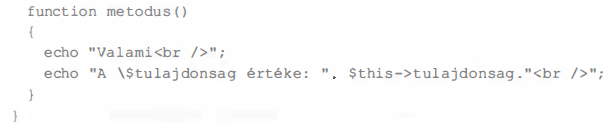 function metodus()
{
echo "Valami<br />";
echo "A \$tulajdonsag értéke: ". $this->tulajdonsag."<br />";
}
}